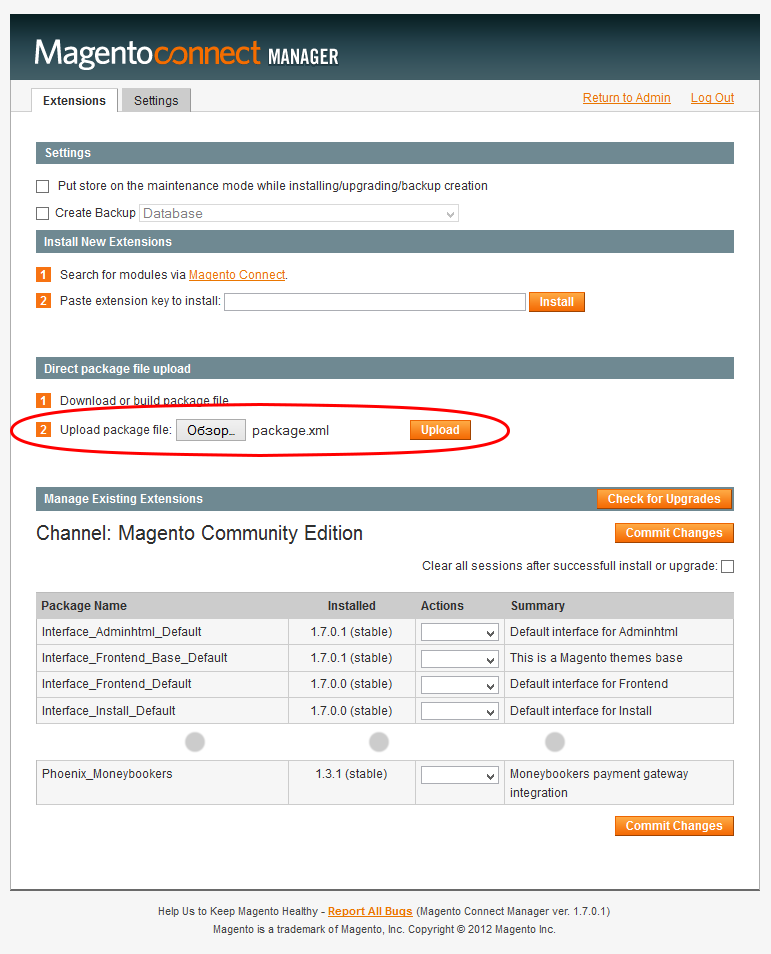 Magentoconnect MANAGER
Extensions Settings Return to Admin Log Out
Settings
Put store on the maintenance mode while installing/upgrading/backup creation
Create Backup Database
Install New Extensions
1 Search for modules via Magento Connect.
2 Paste extension key to install: Install
Direct package file upload
1 Download or build package file
2 Upload package file: Обзор_ package.xml Upload
Manage Existing Extensions Check for Upgrades
Channel: Magento Community Edition Commit Changes
Clear all sessions after successfull install or upgrade:
Package Name Installed Actions Summary
Interface_Adminhtml_Default 1.7.0.1 (stable) Default interface for Adminhtml
Interface_Frontend_Base_Default 1.7.0.1 (stable) This is a Magento themes base
Interface_Frontend_Default 1.7.0.0 (stable) Default interface for Frontend
Interface_Install_Default 1.7.0.0 (stable) Default interface for Install
Phoenix_Moneybookers 1.3.1 (stable) Moneybookers payment gateway
integration
Commit Changes
Help Us to Keep Magento Healthy - Report All Bugs (Magento Connect Manager ver. 1.7.0.1)
Magento is a trademark of Magento, Inc. Copyright © 2012 Magento Inc.